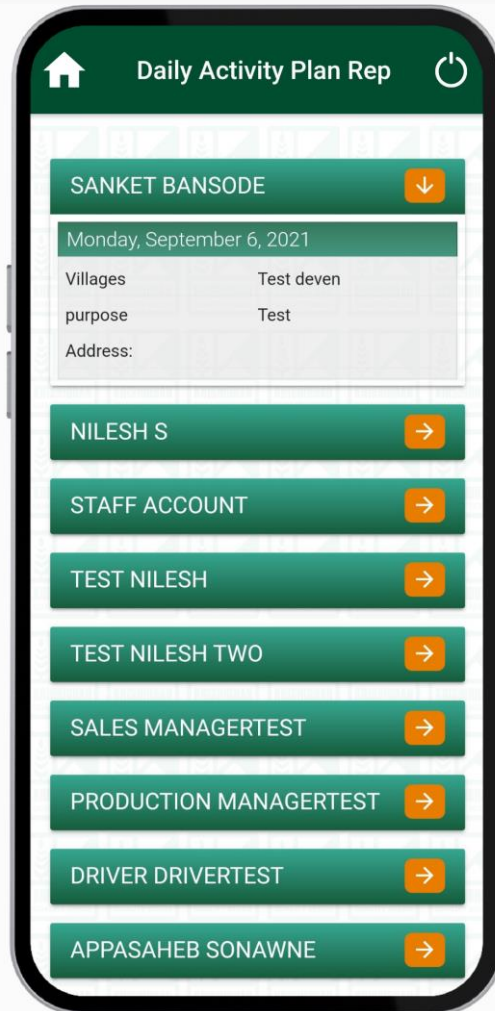 Daily Activity Plan Rep
SANKET BANSODE
Monday, September 6, 2021
Villages Test deven
purpose Test
Address:
NILESH S
STAFF ACCOUNT
TEST NILESH
TEST NILESH TWO
SALES MANAGERTEST
PRODUCTION MANAGERTEST
DRIVER DRIVERTEST
APPASAHEB SONAWNE